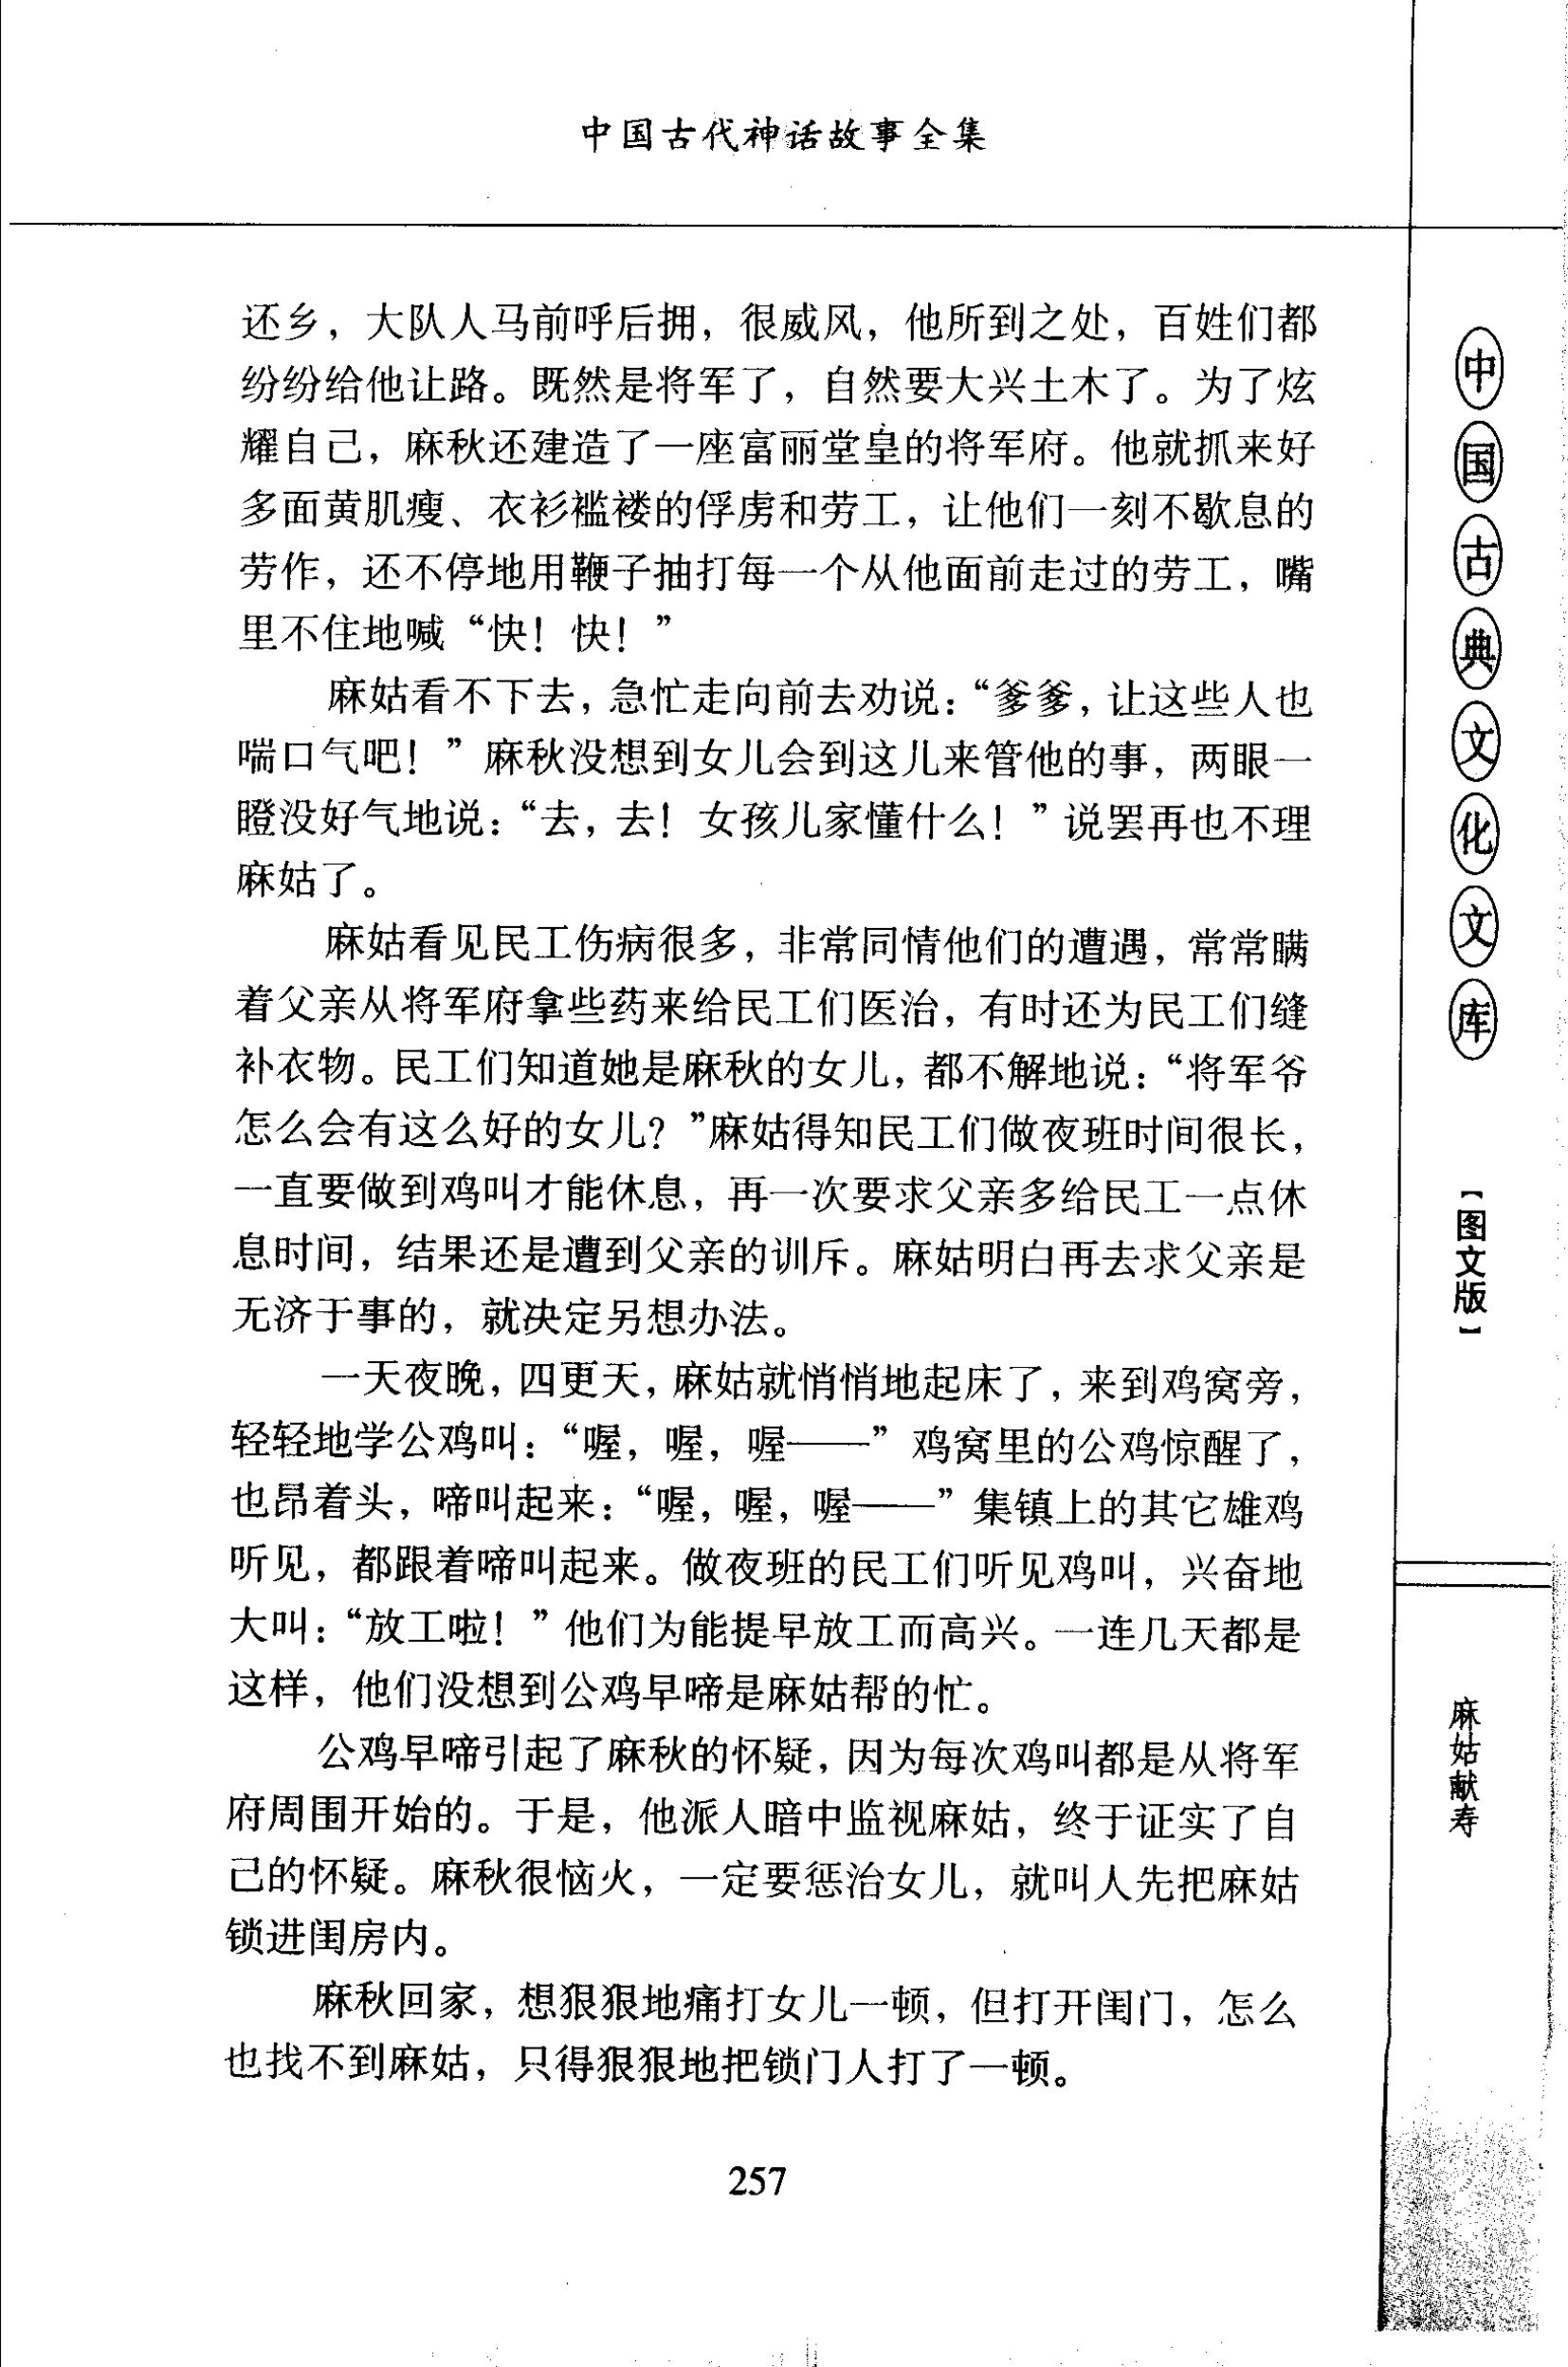 中国古代神话故事全集
还乡，大队人马前呼后拥，很威风，他所到之处，百姓们都
纷纷给他让路。既然是将军了，自然要大兴土木了。为了炫
耀自己，麻秋还建造了一座富丽堂皇的将军府。他就抓来好
多面黄肌瘦、衣衫褴褛的俘虏和劳工，让他们一刻不歇息的
劳作，还不停地用鞭子抽打每一个从他面前走过的劳工，嘴
里不住地喊“快！快！”
麻姑看不下去，急忙走向前去劝说：“爹爹，让这些人也
喘口气吧！”麻秋没想到女儿会到这儿来管他的事，两眼一
瞪没好气地说：“去，去！女孩儿家懂什么！”说罢再也不理
麻姑了。
麻姑看见民工伤病很多，非常同情他们的遭遇，常常瞒
着父亲从将军府拿些药来给民工们医治，有时还为民工们缝
补衣物。民工们知道她是麻秋的女儿，都不解地说：“将军爷
怎么会有这么好的女儿？”麻姑得知民工们做夜班时间很长，
一直要做到鸡叫才能休息，再一次要求父亲多给民工一点休
息时间，结果还是遭到父亲的训斥。麻姑明白再去求父亲是
无济于事的，就决定另想办法。
一天夜晚，四更天，麻姑就悄悄地起床了，来到鸡窝旁，
轻轻地学公鸡叫：“喔，喔，喔——”鸡窝里的公鸡惊醒了，
也昂着头，啼叫起来：“喔，喔，喔——”集镇上的其它雄鸡
听见，都跟着啼叫起来。做夜班的民工们听见鸡叫，兴奋地
大叫：“放工啦！”他们为能提早放工而高兴。一连几天都是
这样，他们没想到公鸡早啼是麻姑帮的忙。
公鸡早啼引起了麻秋的怀疑，因为每次鸡叫都是从将军
府周围开始的。于是，他派人暗中监视麻姑，终于证实了自
己的怀疑。麻秋很恼火，一定要惩治女儿，就叫人先把麻姑
锁进闺房内。
麻秋回家，想狠狠地痛打女儿一顿，但打开闺门，怎么
也找不到麻姑，只得狠狠地把锁门人打了一顿。
257
中国古典文化文库
【图文版】
麻姑献寿